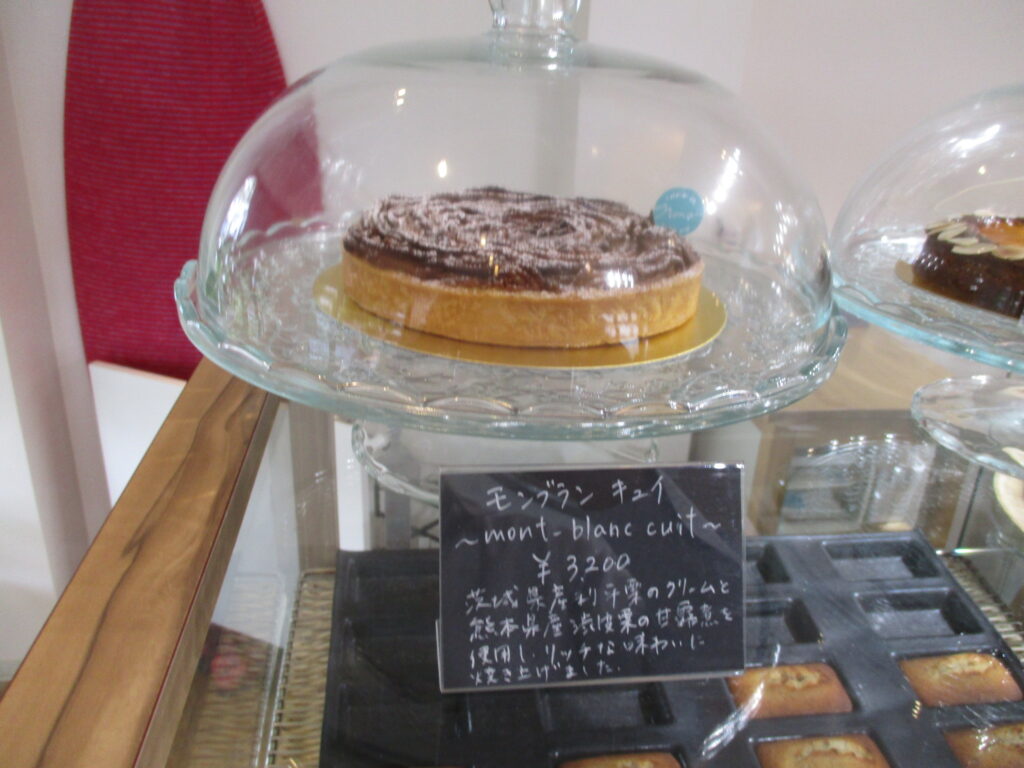 モンブラン キュイ
～mont-blanc cuit～
¥3,200
茨城県産利平栗のクリームと
熊本県産渋皮栗の甘露煮を
使用し、リッチな味わいに
焼き上げました。